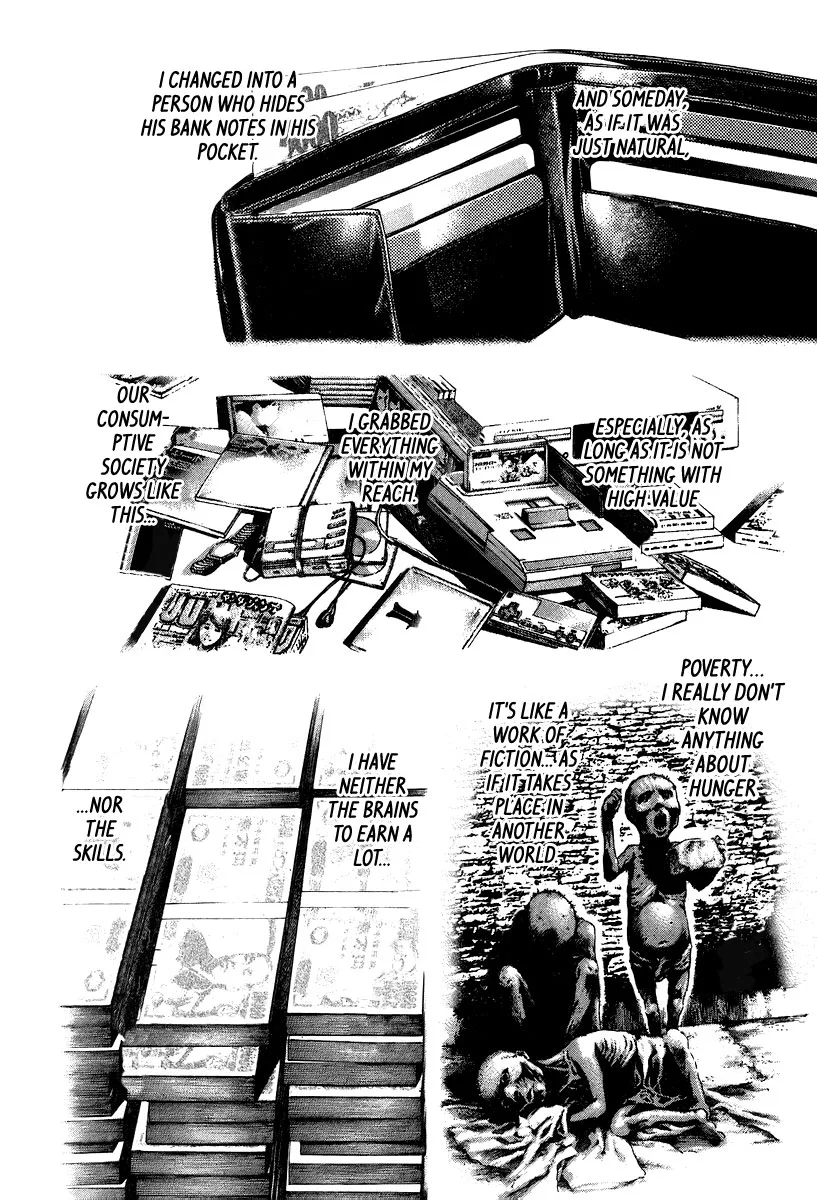 AND SOMEDAY,
AS IF IT WAS
JUST NATURAL,
I CHANGED INTO A
PERSON WHO HIDES
HIS BANK NOTES IN HIS
POCKET.
ESPECIALLY, AS
LONG AS IT IS NOT
SOMETHING WITH
HIGH VALUE
I GRABBED
EVERYTHING
WITHIN MY
REACH.
OUR
CONSUM-
PTIVE
SOCIETY
GROWS LIKE
THIS...
POVERTY...
I REALLY DON'T
KNOW
ANYTHING
ABOUT
HUNGER
IT'S LIKE A
WORK OF
FICTION... AS
IF IT TAKES
PLACE IN
ANOTHER
WORLD.
I HAVE
NEITHER
THE BRAINS
TO EARN A
LOT...
...NOR
THE
SKILLS.